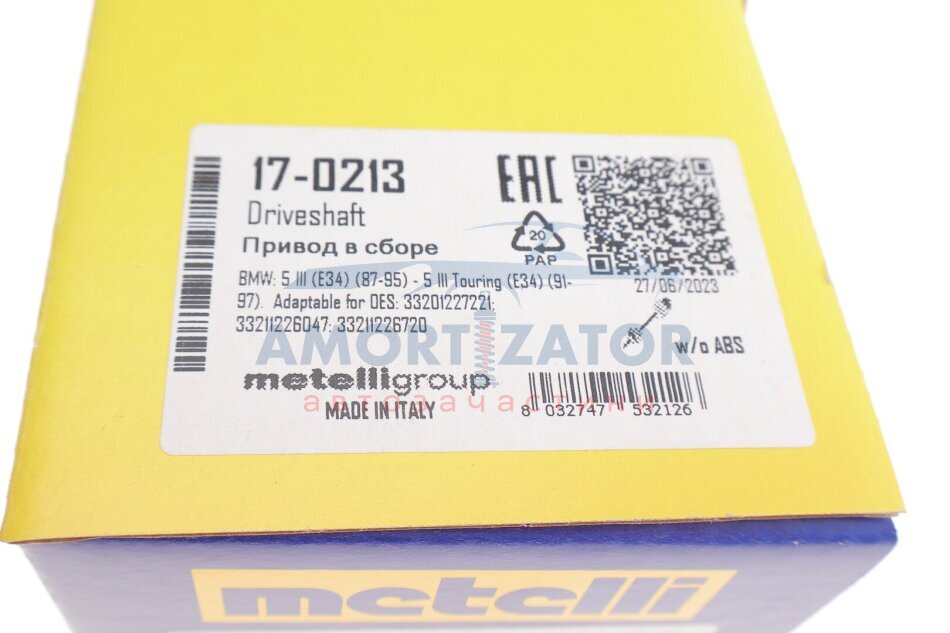 17-0213
EAC
Driveshaft
Привод в сборе
20
PAP
BMW: 5 III (E34) (87-95) - 5 III Touring (E34) (91-
97). Adaptable for OES: 33201227221;
33211226047; 33211226720
27/06/2023
w/o ABS
AMORTIZATOR
автозапчастини
metelligroup
MADE IN ITALY
8 032747 532126
metelli